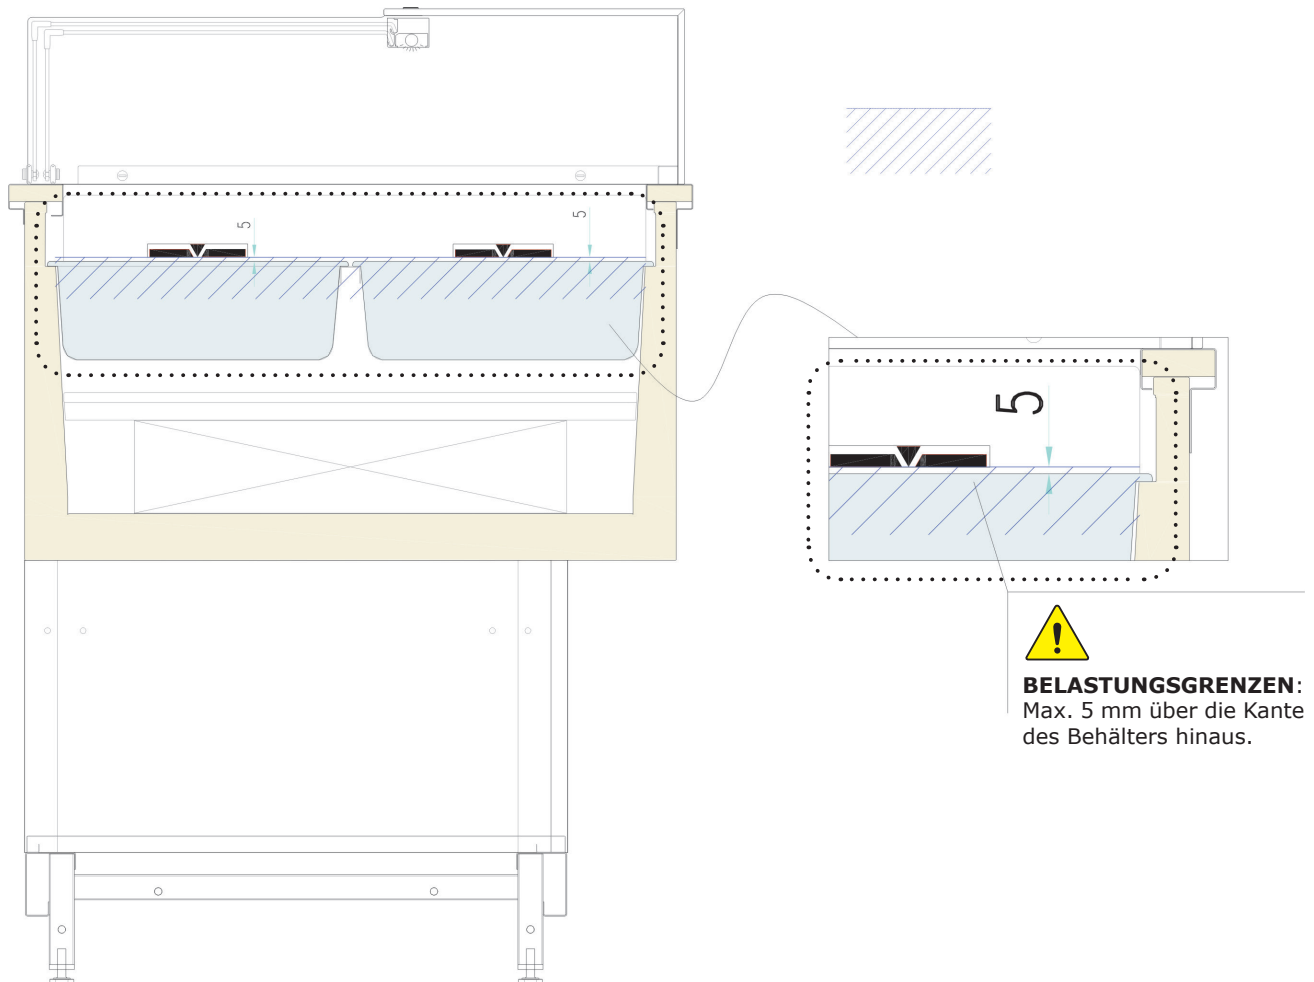 5
5
5
BELASTUNGSGRENZEN:
Max. 5 mm über die Kante
des Behälters hinaus.